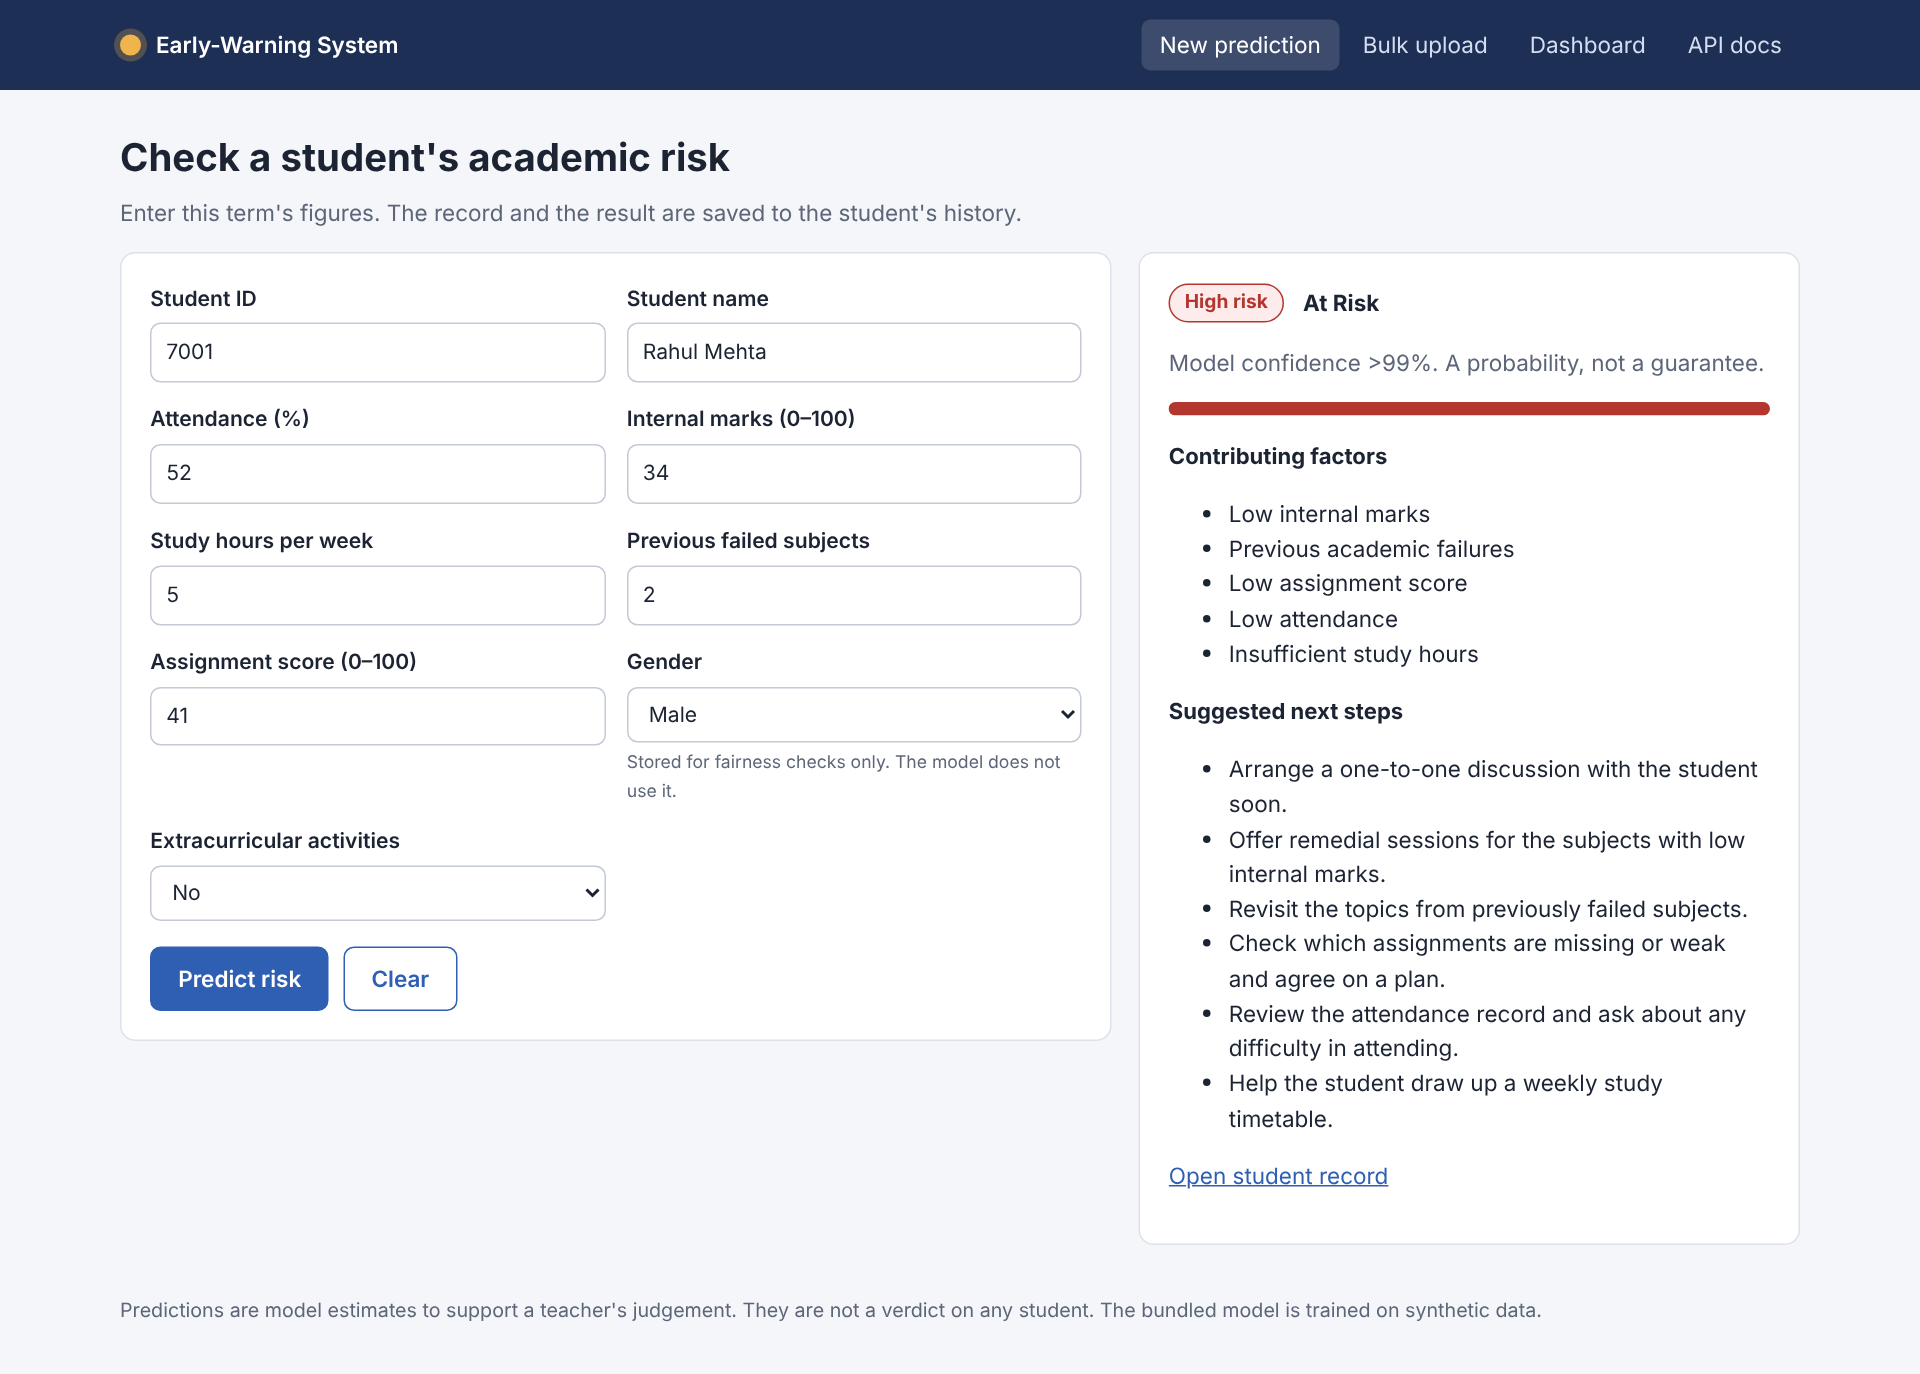 Early-Warning System
New prediction
Bulk upload
Dashboard
API docs
Check a student's academic risk
Enter this term's figures. The record and the result are saved to the student's history.
Student ID
7001
Student name
Rahul Mehta
Attendance (%)
52
Internal marks (0–100)
34
Study hours per week
5
Previous failed subjects
2
Assignment score (0–100)
41
Gender
Male
Stored for fairness checks only. The model does not
use it.
Extracurricular activities
No
Predict risk
Clear
High risk
At Risk
Model confidence >99%. A probability, not a guarantee.
Contributing factors
Low internal marks
Previous academic failures
Low assignment score
Low attendance
Insufficient study hours
Suggested next steps
Arrange a one-to-one discussion with the student
soon.
Offer remedial sessions for the subjects with low
internal marks.
Revisit the topics from previously failed subjects.
Check which assignments are missing or weak
and agree on a plan.
Review the attendance record and ask about any
difficulty in attending.
Help the student draw up a weekly study
timetable.
Open student record
Predictions are model estimates to support a teacher's judgement. They are not a verdict on any student. The bundled model is trained on synthetic data.